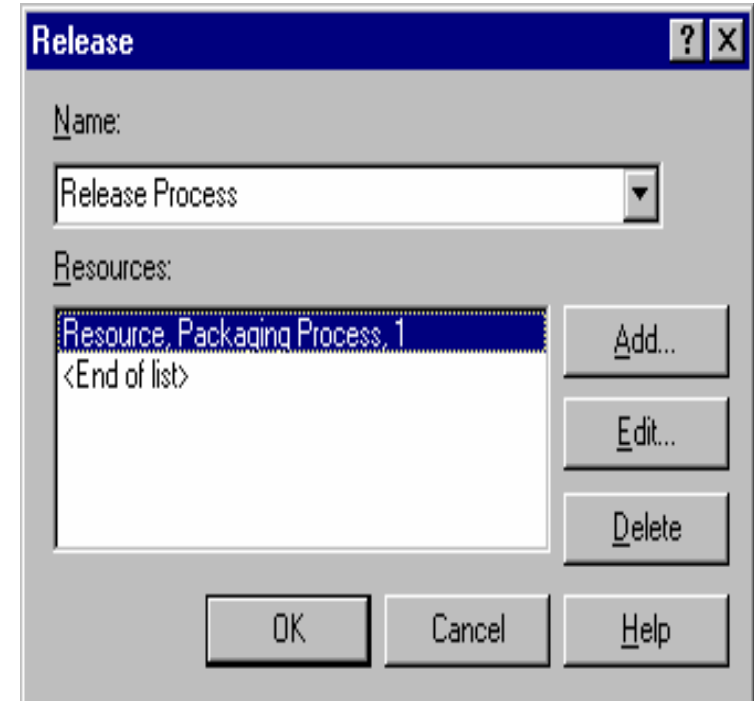 Release
Name:
Release Process
Resources:
Resource, Packaging Process, 1
<End of list>
Add...
Edit...
Delete
OK Cancel Help